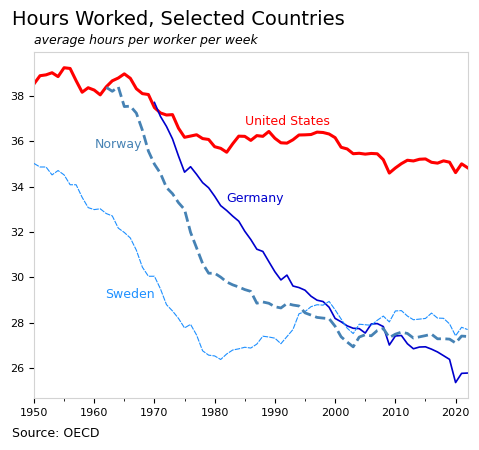 Hours Worked, Selected Countries
average hours per worker per week
38
36
34
32
30
28
26
United States
Norway
Germany
Sweden
1950 1960 1970 1980 1990 2000 2010 2020
Source: OECD